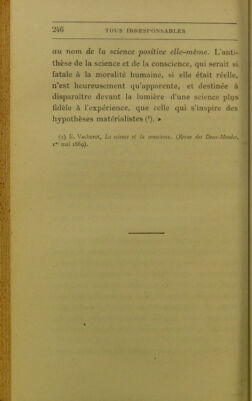 246 TOUS IRRESPONSABLES
au nom de la science positive elle-même. L'anti-
thèse de la science et de la conscience, qui serait si
fatale à la moralité humaine, si elle était réelle,
n'est heureusement qu'apparente, et destinée à
disparaître devant la lumière d'une science plus
fidèle à l'expérience, que celle qui s'inspire des
hypothèses matérialistes (¹). »
(1) E. Vacherot, La science et la conscience. (Revue des Deux-Mondes,
1er mai 1869).